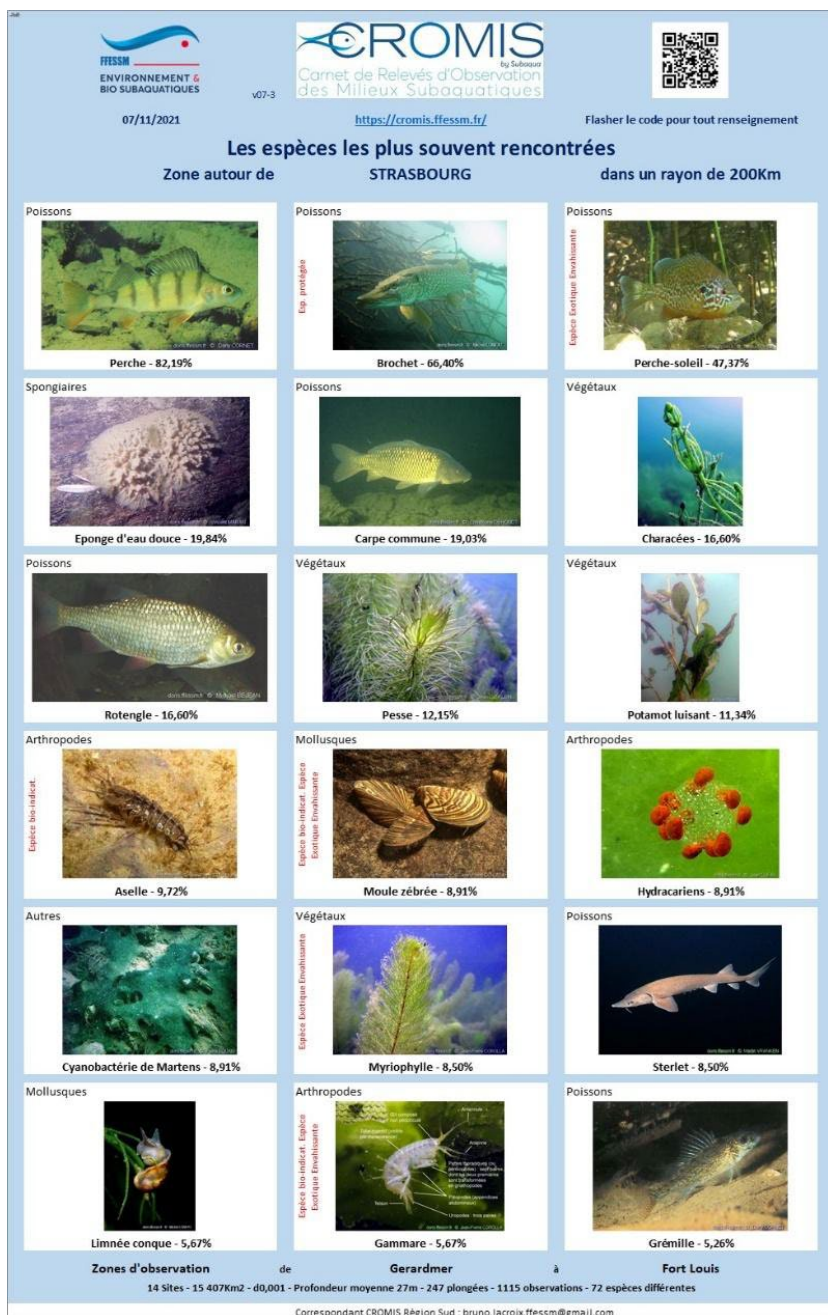 FFESSM
ENVIRONNEMENT &
BIO SUBAQUATIQUES
v07-3
CROMIS
by Subaqua
Carnet de Relevés d'Observation
des Milieux Subaquatiques
07/11/2021 https://cromis.ffessm.fr/ Flasher le code pour tout renseignement
Les espèces les plus souvent rencontrées
Zone autour de STRASBOURG dans un rayon de 200Km
Poissons
Perche - 82,19%
Poissons
Esp. protégée
Brochet - 66,40%
Poissons
Espèce Exotique Envahissante
Perche-soleil - 47,37%
Spongiaires
Eponge d'eau douce - 19,84%
Poissons
Carpe commune - 19,03%
Végétaux
Characées - 16,60%
Poissons
Rotengle - 16,60%
Végétaux
Pesse - 12,15%
Végétaux
Potamot luisant - 11,34%
Arthropodes
Espèce bio-indicat.
Aselle - 9,72%
Mollusques
Espèce bio-indicat. Espèce
Exotique Envahissante
Moule zébrée - 8,91%
Arthropodes
Hydracariens - 8,91%
Autres
Cyanobactérie de Martens - 8,91%
Végétaux
Espèce Exotique Envahissante
Myriophylle - 8,50%
Poissons
Sterlet - 8,50%
Mollusques
Limnée conque - 5,67%
Arthropodes
Espèce bio-indicat. Espèce
Exotique Envahissante
Telson
Gammare - 5,67%
Poissons
Grémille - 5,26%
Zones d'observation de Gerardmer à Fort Louis
14 Sites - 15 407Km2 - d0,001 - Profondeur moyenne 27m - 247 plongées - 1115 observations - 72 espèces différentes
Correspondant CROMIS Région Sud : bruno.lacroix.ffessm@gmail.com